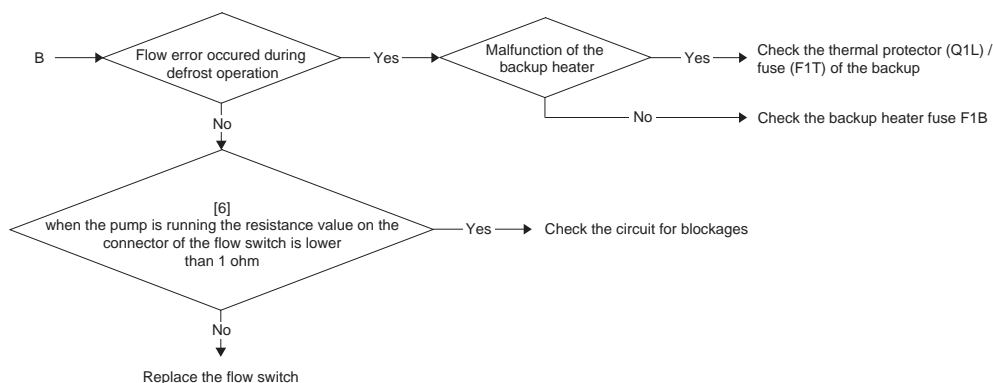 B
Flow error occured during
defrost operation
Yes
Malfunction of the
backup heater
Yes
Check the thermal protector (Q1L) /
fuse (F1T) of the backup
No
Check the backup heater fuse F1B
No
[6]
when the pump is running the resistance value on the
connector of the flow switch is lower
than 1 ohm
Yes
Check the circuit for blockages
No
Replace the flow switch